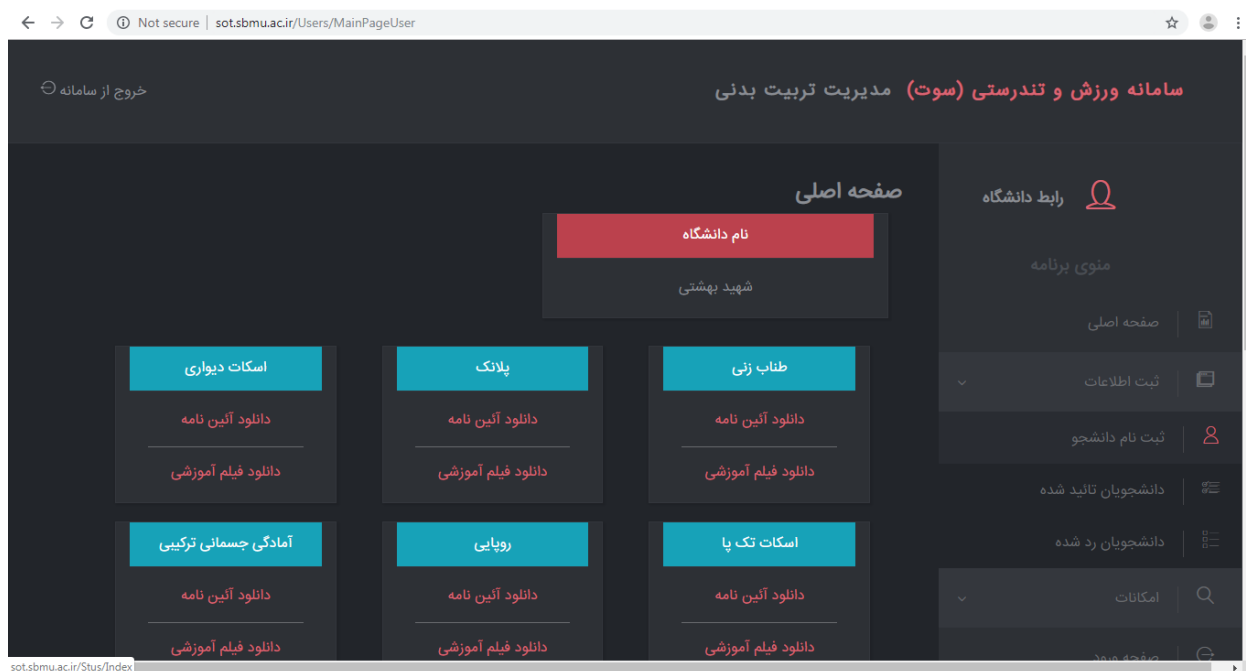 Not secure | sot.sbmu.ac.ir/Users/MainPageUser
سامانه ورزش و تندرستی (سوت) مدیریت تربیت بدنی
خروج از سامانه
رابط دانشگاه
منوی برنامه
صفحه اصلی
ثبت اطلاعات
ثبت نام دانشجو
دانشجویان تائید شده
دانشجویان رد شده
امکانات
صفحه ورود
صفحه اصلی
نام دانشگاه
شهید بهشتی
طناب زنی
دانلود آئین نامه
دانلود فیلم آموزشی
پلانک
دانلود آئین نامه
دانلود فیلم آموزشی
اسکات دیواری
دانلود آئین نامه
دانلود فیلم آموزشی
اسکات تک پا
دانلود آئین نامه
دانلود فیلم آموزشی
روپایی
دانلود آئین نامه
دانلود فیلم آموزشی
آمادگی جسمانی ترکیبی
دانلود آئین نامه
دانلود فیلم آموزشی
sot.sbmu.ac.ir/Stus/Index